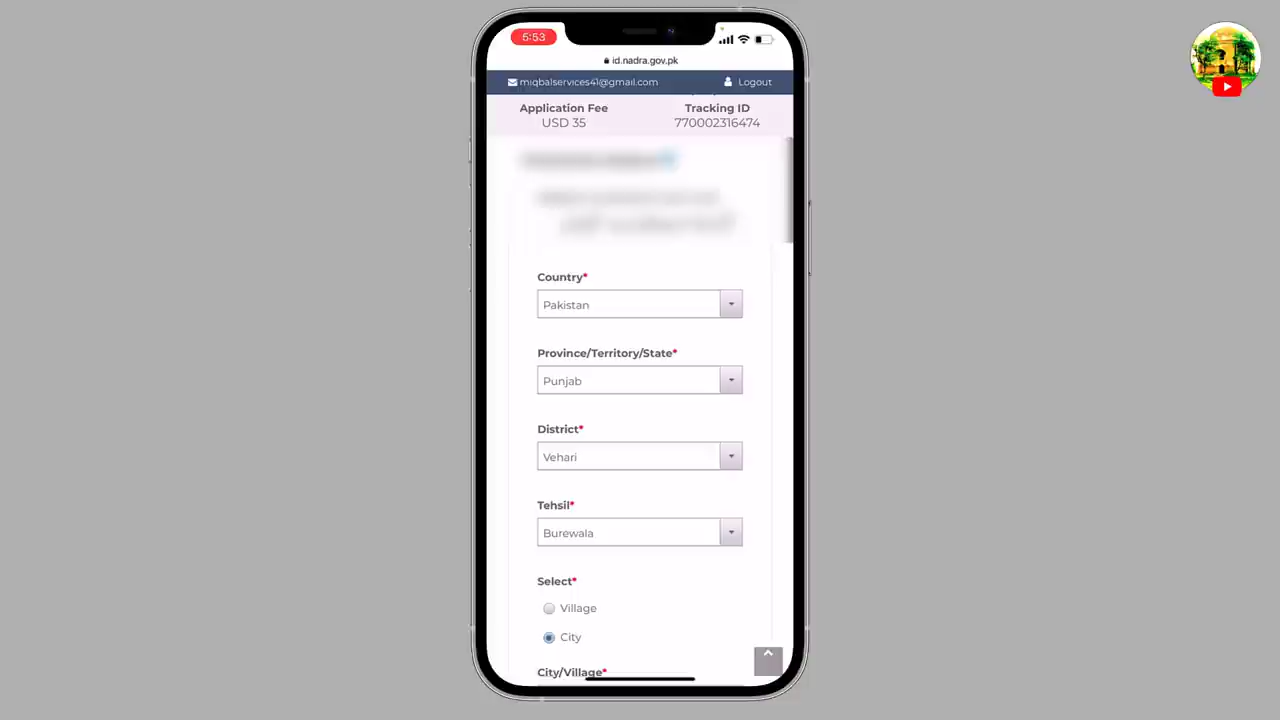 5:53
id.nadra.gov.pk
miqbalservices41@gmail.com Logout
Application Fee Tracking ID
USD 35 770002316474
Country*
Pakistan
Province/Territory/State*
Punjab
District*
Vehari
Tehsil*
Burewala
Select*
Village
City
City/Village*